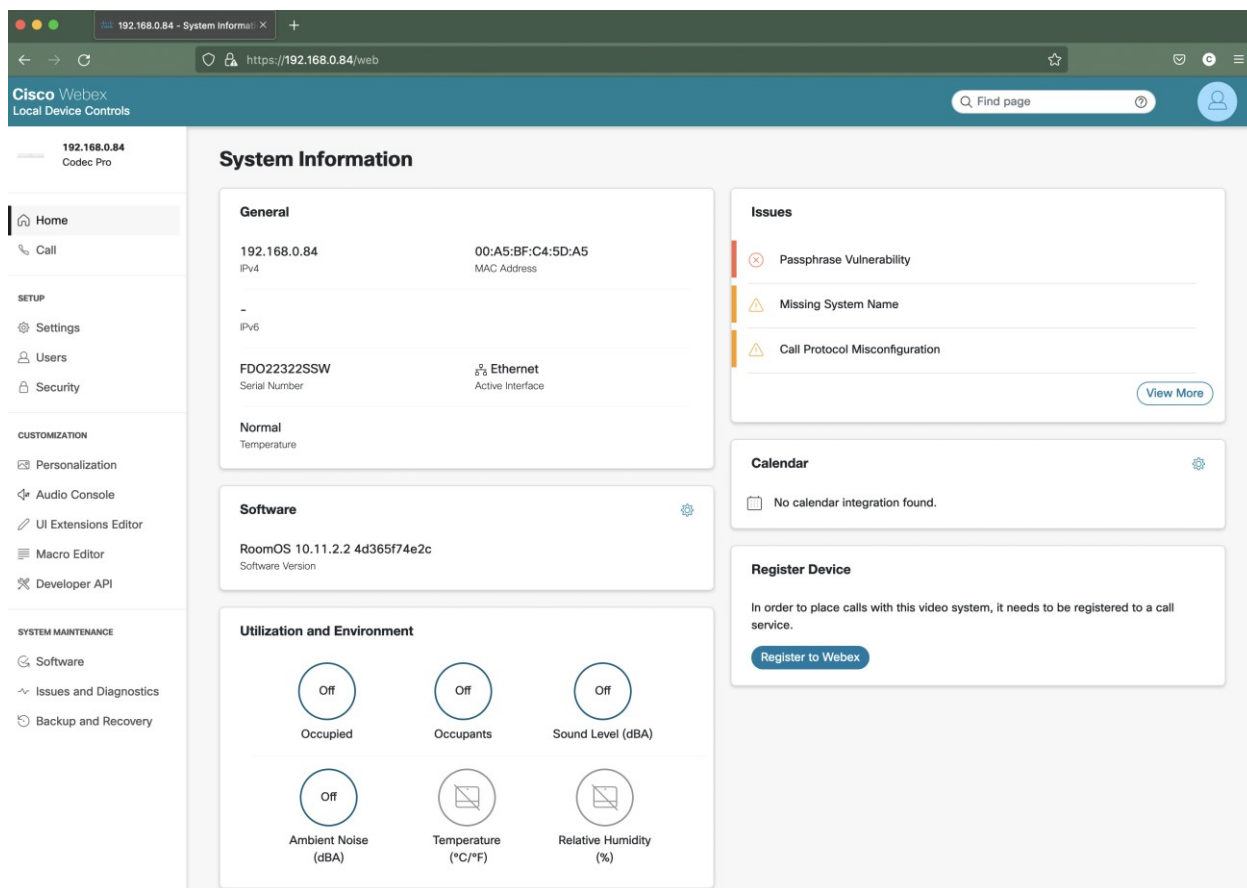 192.168.0.84 - System Informati
https://192.168.0.84/web
C
Cisco Webex
Local Device Controls
Find page
192.168.0.84
Codec Pro
Home
Call
SETUP
Settings
Users
Security
CUSTOMIZATION
Personalization
Audio Console
UI Extensions Editor
Macro Editor
Developer API
SYSTEM MAINTENANCE
Software
Issues and Diagnostics
Backup and Recovery
System Information
General
192.168.0.84
IPv4
00:A5:BF:C4:5D:A5
MAC Address
-
IPv6
FDO22322SSW
Serial Number
Ethernet
Active Interface
Normal
Temperature
Software
RoomOS 10.11.2.2 4d365f74e2c
Software Version
Utilization and Environment
Off
Occupied
Off
Occupants
Off
Sound Level (dBA)
Off
Ambient Noise
(dBA)
Temperature
(°C/°F)
Relative Humidity
(%)
Issues
Passphrase Vulnerability
Missing System Name
Call Protocol Misconfiguration
View More
Calendar
No calendar integration found.
Register Device
In order to place calls with this video system, it needs to be registered to a call
service.
Register to Webex